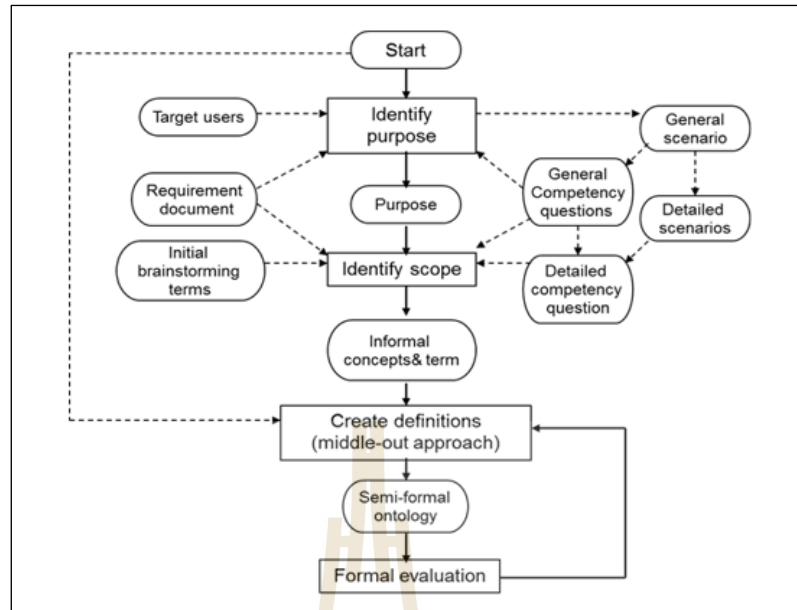 Start
Target users
Identify
purpose
General
scenario
Requirement
document
Purpose
General
Competency
questions
Detailed
scenarios
Initial
brainstorming
terms
Identify scope
Detailed
competency
question
Informal
concepts& term
Create definitions
(middle-out approach)
Semi-formal
ontology
Formal evaluation